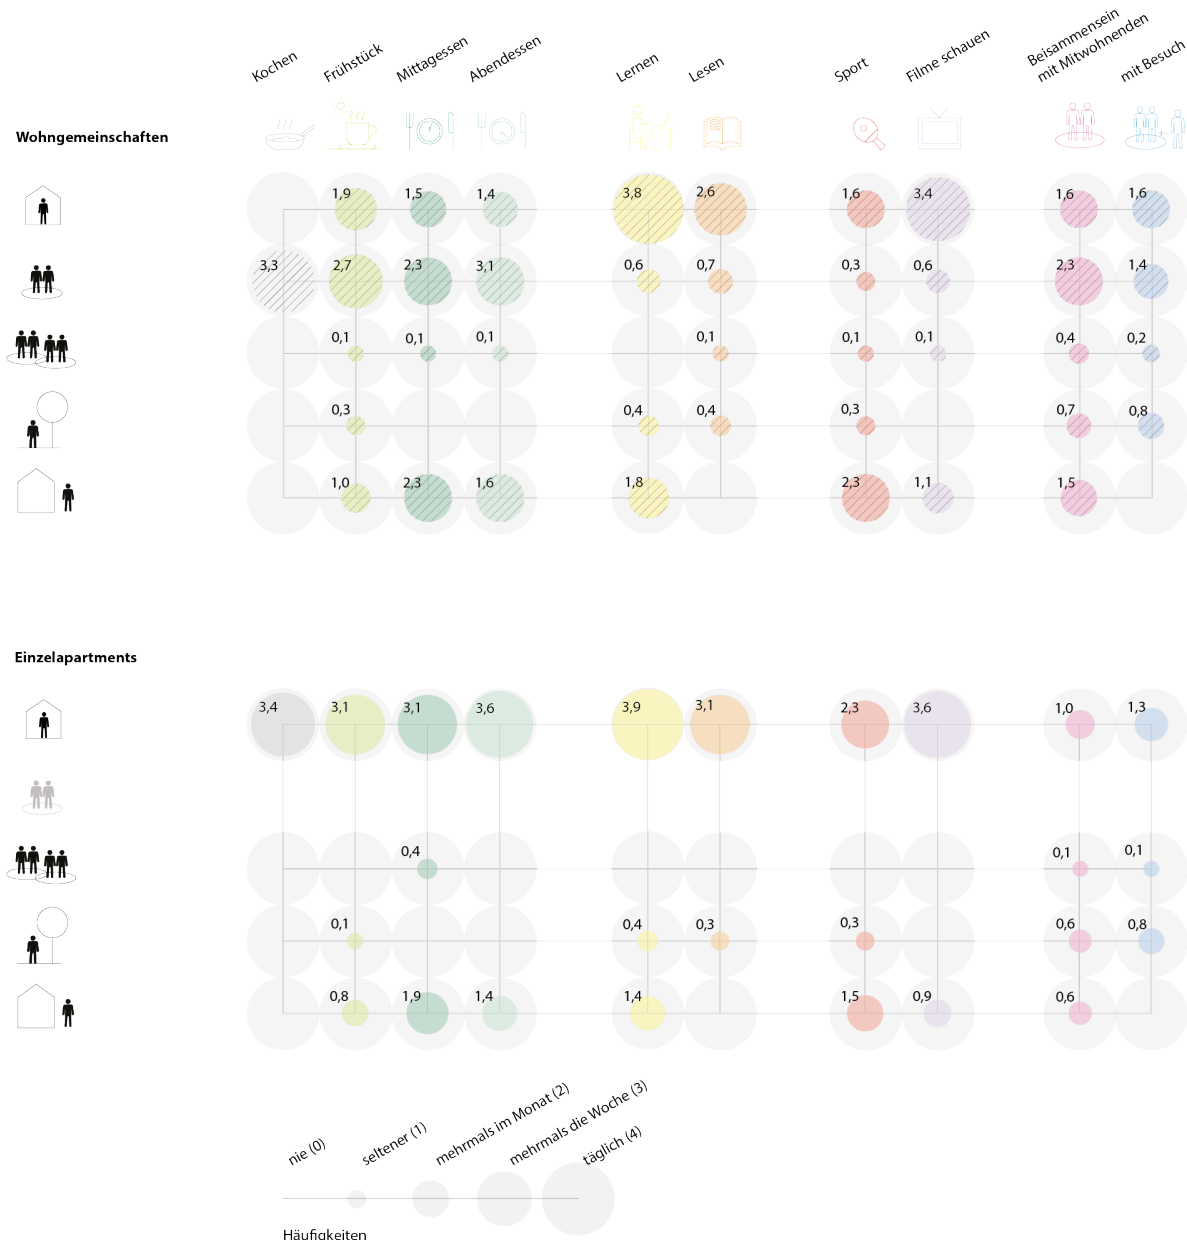 Kochen
Frühstück
Mittagessen
Abendessen
Lernen
Lesen
Sport
Filme schauen
Beisammensein
mit Mitwohnenden
mit Besuch
Wohngemeinschaften
1,9 1,5 1,4 3,8 2,6 1,6 3,4 1,6 1,6
3,3 2,7 2,3 3,1 0,6 0,7 0,3 0,6 2,3 1,4
0,1 0,1 0,1 0,1 0,1 0,1 0,4 0,2
0,3 0,4 0,4 0,3 0,7 0,8
1,0 2,3 1,6 1,8 2,3 1,1 1,5
Einzelapartments
3,4 3,1 3,1 3,6 3,9 3,1 2,3 3,6 1,0 1,3
0,4 0,1 0,1
0,1 0,4 0,3 0,3 0,6 0,8
0,8 1,9 1,4 1,4 1,5 0,9 0,6
nie (0)
seltener (1)
mehrmals im Monat (2)
mehrmals die Woche (3)
täglich (4)
Häufigkeiten